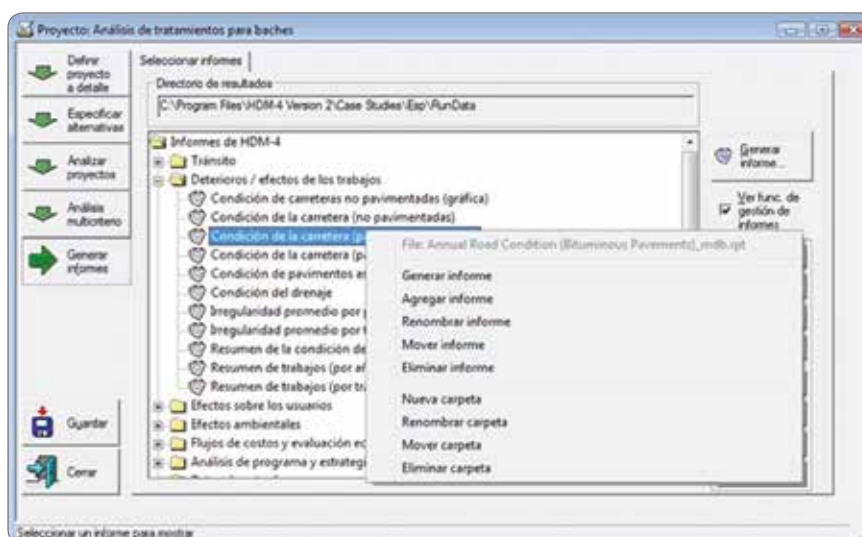 Proyecto: Análisis de tratamientos para baches
Definir
proyecto
a detalle
Especificar
alternativas
Analizar
proyectos
Análisis
multicriterio
Generar
informes
Guardar
Cerrar
Seleccionar informes
Directorio de resultados
C:\Program Files\HDM-4 Version 2\Case Studies\Esp\RunData
Informes de HDM-4
Tránsito
Deterioros / efectos de los trabajos
Condición de carreteras no pavimentadas (gráfica)
Condición de la carretera (no pavimentadas)
Condición de la carretera (pa
Condición de la carretera (pa
Condición de pavimentos as
Condición del drenaje
Irregularidad promedio por p
Irregularidad promedio por t
Resumen de la condición de
Resumen de trabajos (por añ
Resumen de trabajos (por tra
Efectos sobre los usuarios
Efectos ambientales
Flujos de costos y evaluación ec
Análisis de programa y estrategi
File: Annual Road Condition (Bituminous Pavements)_mdb.rpt
Generar informe
Agregar informe
Renombrar informe
Mover informe
Eliminar informe
Nueva carpeta
Renombrar carpeta
Mover carpeta
Eliminar carpeta
Generar
informe...
Ver func. de
gestión de
informes
Seleccionar un informe para mostrar